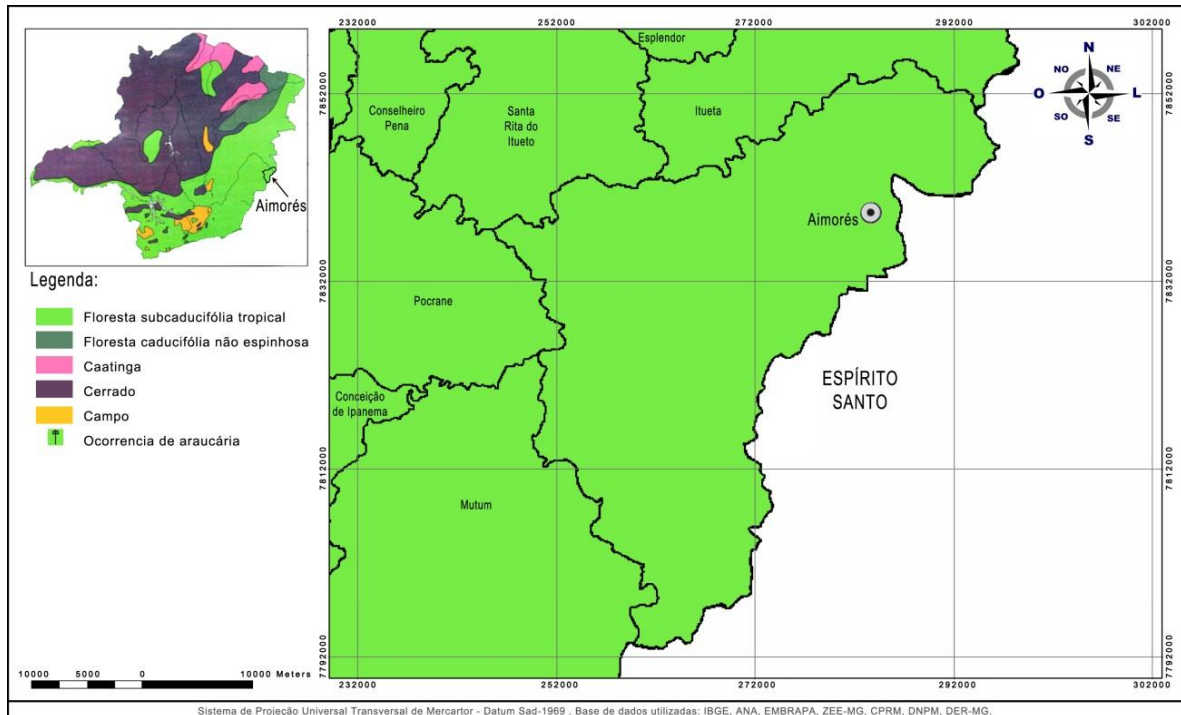 232000
252000
272000
292000
302000
Esplendor
N
NO
NE
O
L
SO
SE
S
7852000
7852000
Conselheiro
Pena
Santa
Rita do
Itueto
Itueta
Aimorés
Aimorés
Legenda:
7832000
7832000
Floresta subcaducifólia tropical
Floresta caducifólia não espinhosa
Caatinga
Cerrado
Campo
Ocorrencia de araucária
Pocrane
Conceição
de Ipanema
ESPÍRITO
SANTO
7812000
7812000
Mutum
7792000
7792000
10000
5000
0
10000 Meters
232000
252000
272000
292000
302000
Sistema de Projeção Universal Transversal de Mercartor - Datum Sad-1969 . Base de dados utilizadas: IBGE, ANA, EMBRAPA, ZEE-MG, CPRM, DNPM, DER-MG.